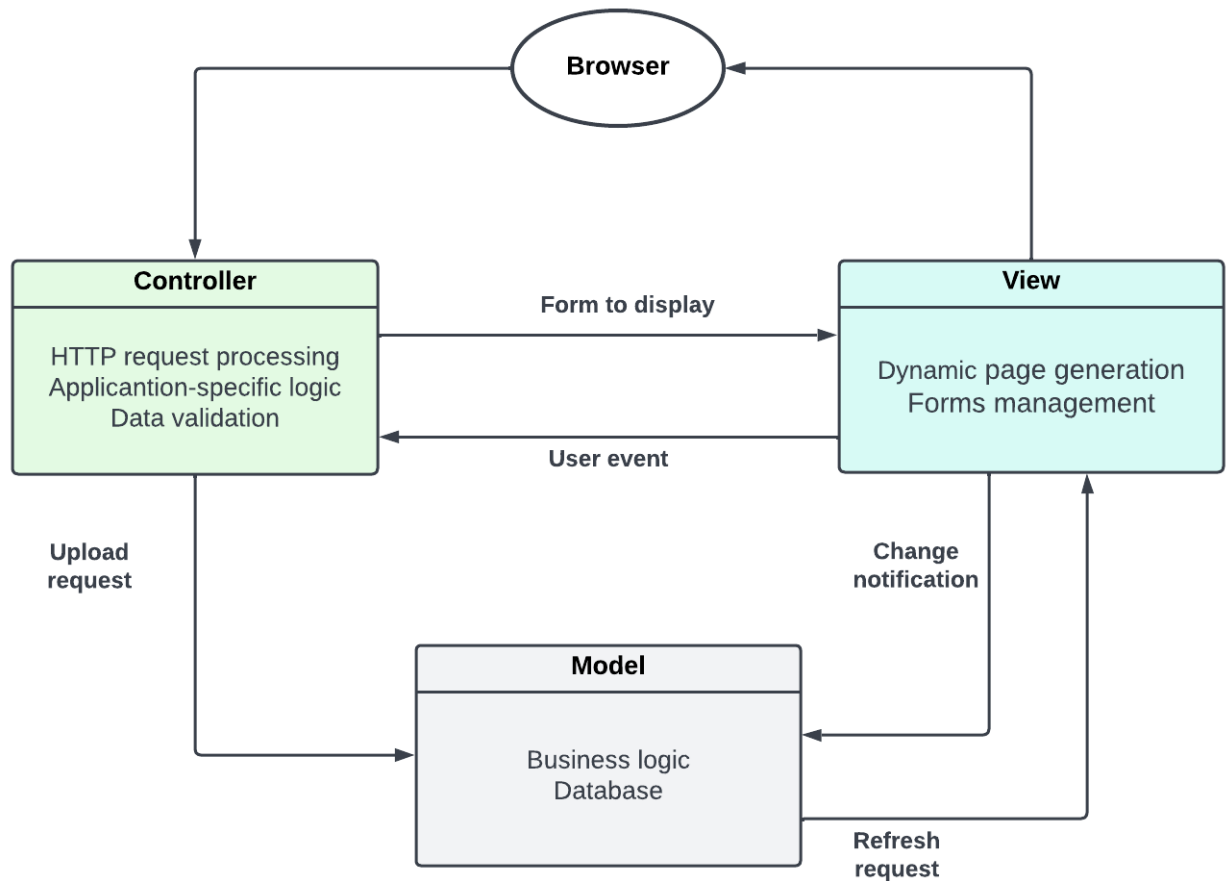 Browser
Controller
HTTP request processing
Applicantion-specific logic
Data validation
Form to display
User event
View
Dynamic page generation
Forms management
Upload
request
Change
notification
Model
Business logic
Database
Refresh
request